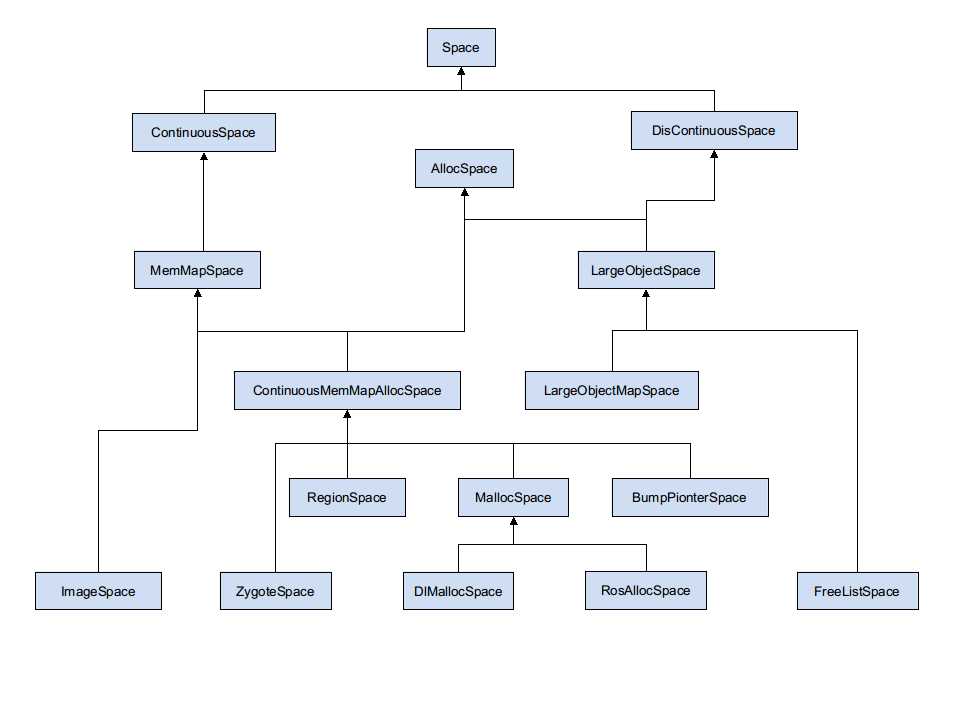 Space
ContinuousSpace
DisContinuousSpace
AllocSpace
MemMapSpace
LargeObjectSpace
ContinuousMemMapAllocSpace
LargeObjectMapSpace
RegionSpace
MallocSpace
BumpPionterSpace
ImageSpace
ZygoteSpace
DlMallocSpace
RosAllocSpace
FreeListSpace